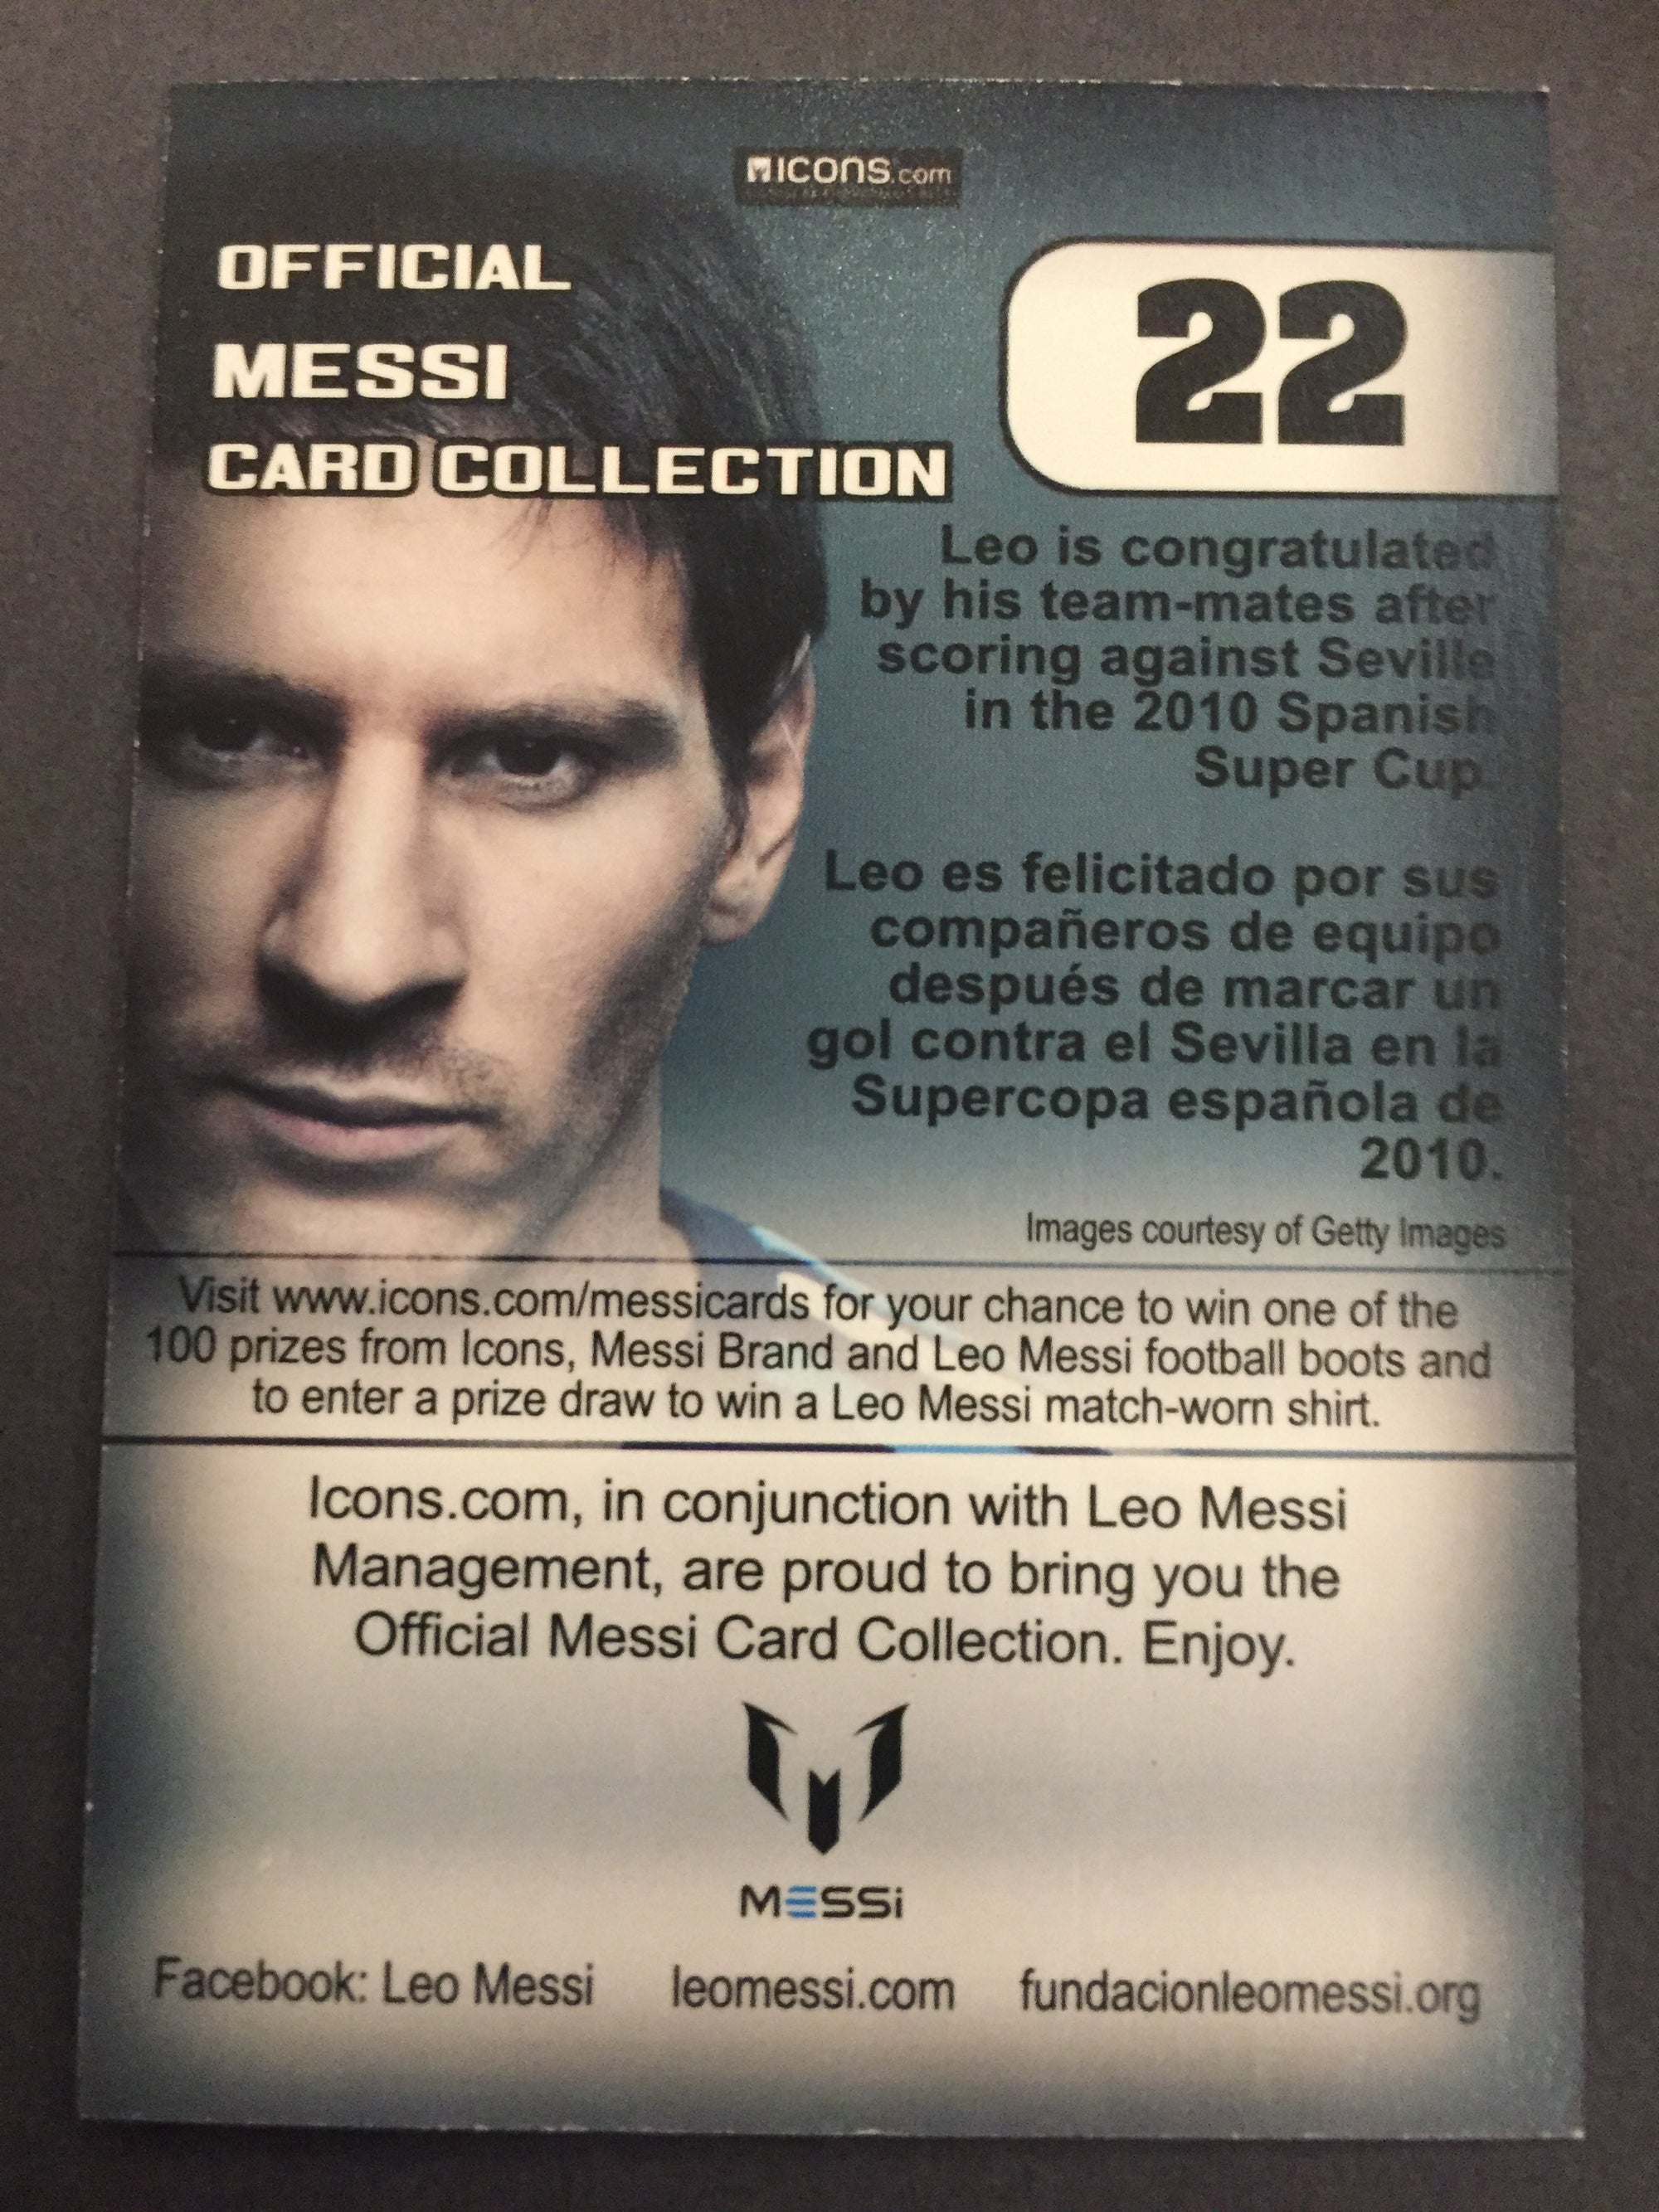 ICONS.com
OFFICIAL
MESSI
CARD COLLECTION
22
Leo is congratulated
by his team-mates after
scoring against Seville
in the 2010 Spanish
Super Cup.
Leo es felicitado por sus
compañeros de equipo
después de marcar un
gol contra el Sevilla en la
Supercopa española de
2010.
Images courtesy of Getty Images
Visit www.icons.com/messicards for your chance to win one of the
100 prizes from Icons, Messi Brand and Leo Messi football boots and
to enter a prize draw to win a Leo Messi match-worn shirt.
Icons.com, in conjunction with Leo Messi
Management, are proud to bring you the
Official Messi Card Collection. Enjoy.
MESSi
Facebook: Leo Messi leomessi.com fundacionleomessi.org